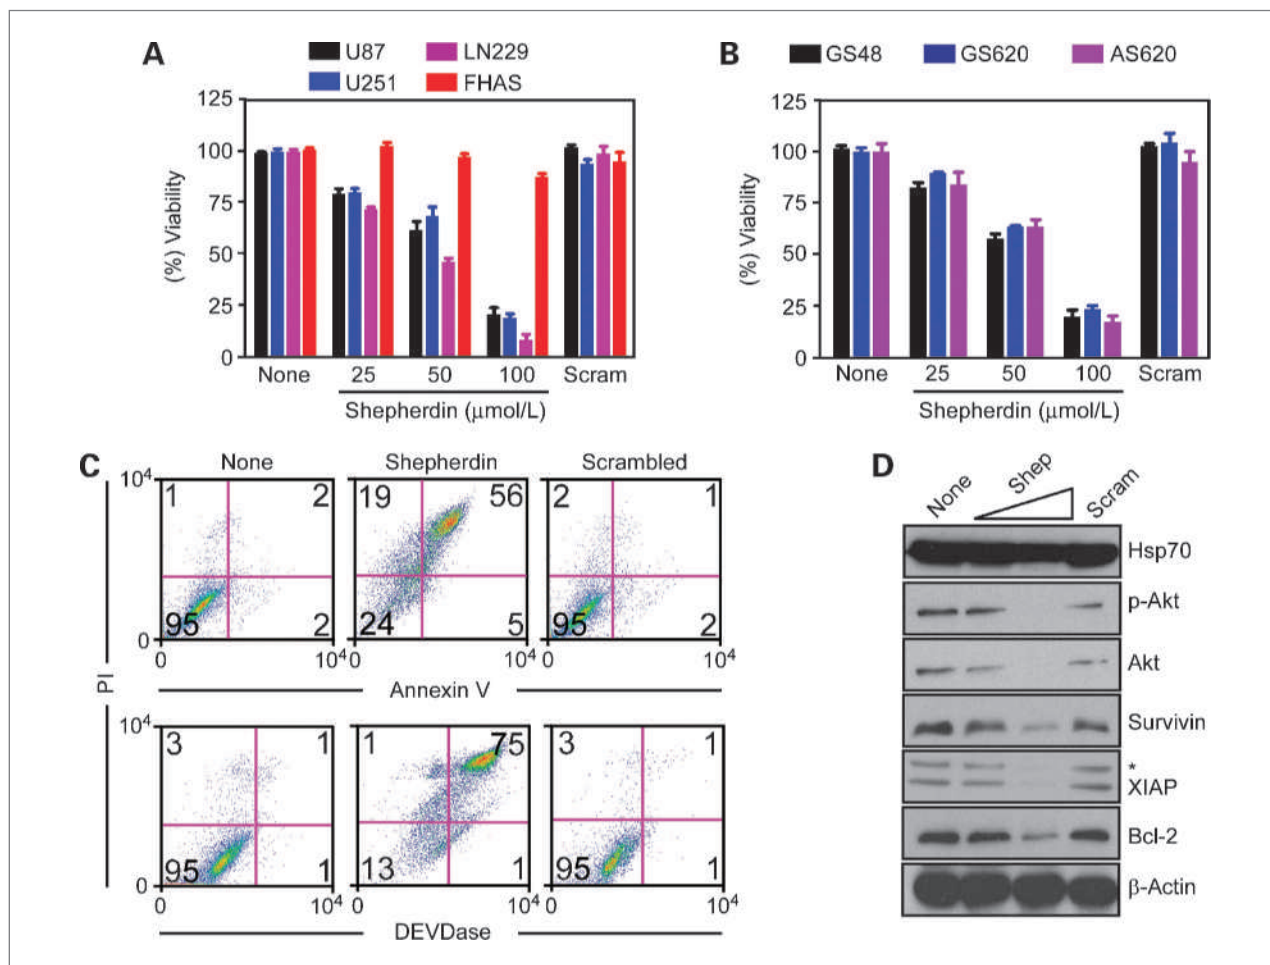 A
U87
LN229
U251
FHAS
125
100
75
50
25
0
(%) Viability
None
25
50
100
Scram
Shepherdin (μmol/L)
B
GS48
GS620
AS620
125
100
75
50
25
0
(%) Viability
None
25
50
100
Scram
Shepherdin (μmol/L)
C
None
Shepherdin
Scrambled
10⁴
1
2
19
56
2
1
95
2
24
5
95
2
0
0
10⁴
0
10⁴
0
10⁴
Annexin V
PI
10⁴
3
1
1
75
3
1
95
1
13
1
95
1
0
0
10⁴
0
10⁴
0
10⁴
DEVDase
D
None
Shep
Scram
Hsp70
p-Akt
Akt
Survivin
*
XIAP
Bcl-2
β-Actin